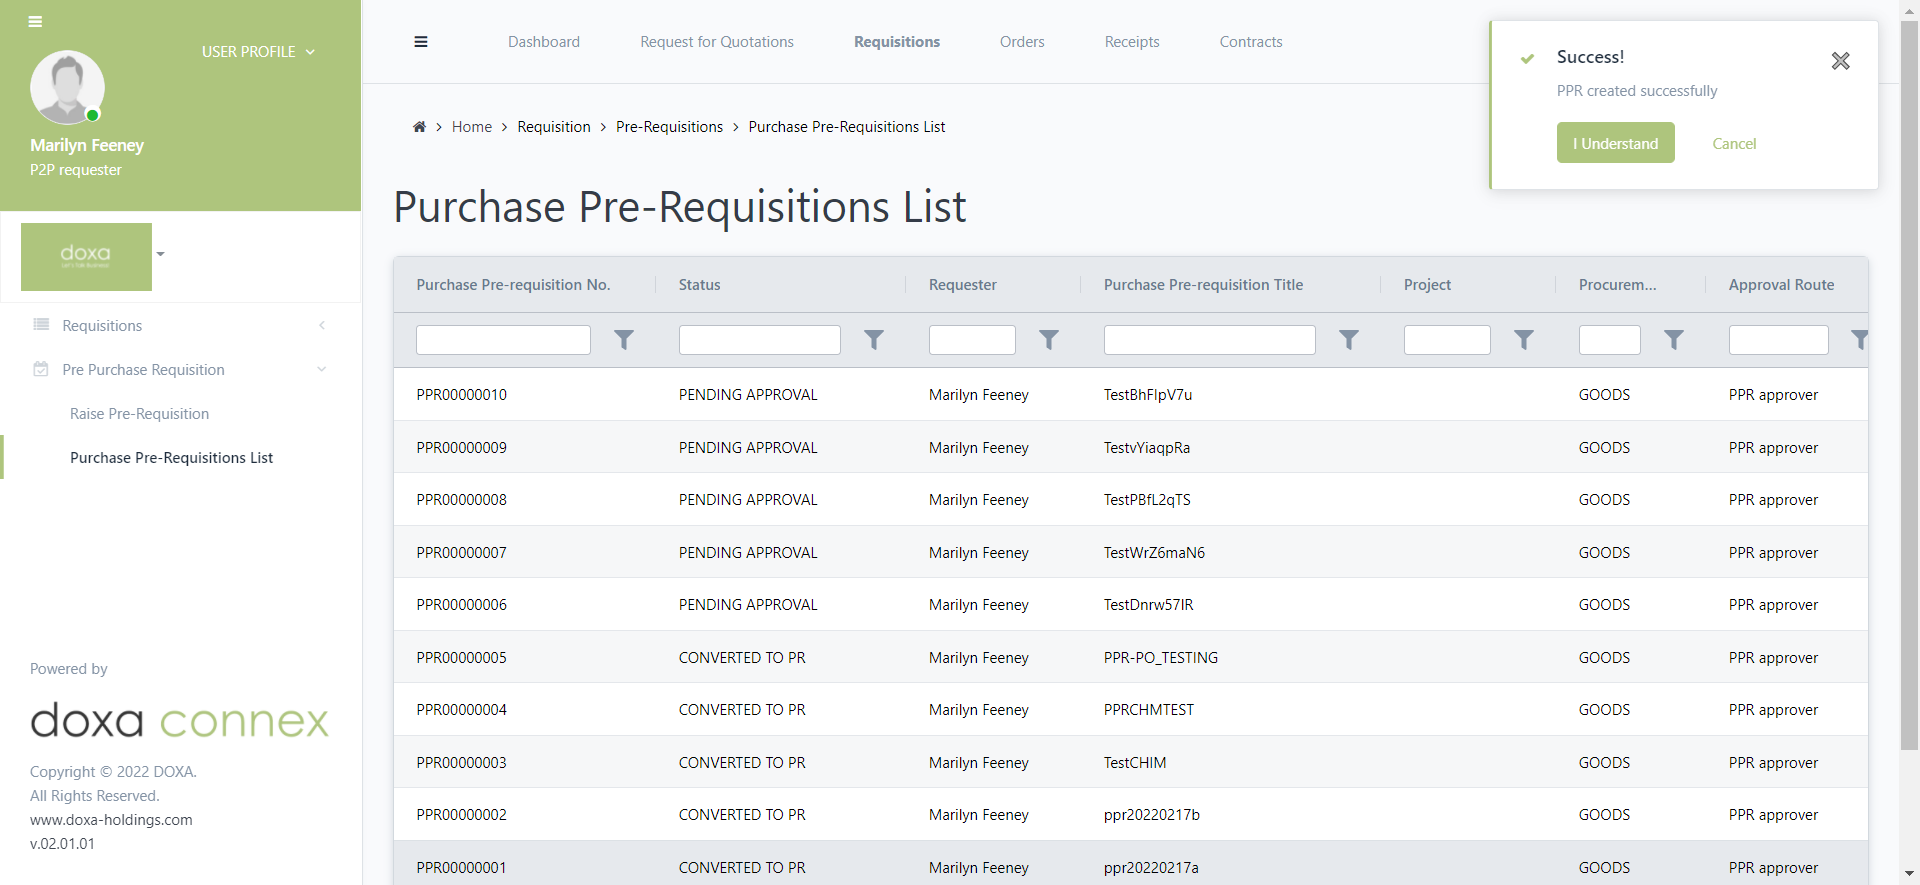 USER PROFILE
Marilyn Feeney
P2P requester
doxa
Let's Talk Business!
Requisitions
Pre Purchase Requisition
Raise Pre-Requisition
Purchase Pre-Requisitions List
Powered by
doxa connex
Copyright © 2022 DOXA.
All Rights Reserved.
www.doxa-holdings.com
v.02.01.01
Dashboard Request for Quotations Requisitions Orders Receipts Contracts
Success!
PPR created successfully
I Understand Cancel
Home Requisition Pre-Requisitions Purchase Pre-Requisitions List
Purchase Pre-Requisitions List
Purchase Pre-requisition No. Status Requester Purchase Pre-requisition Title Project Procurem... Approval Route
PPR00000010 PENDING APPROVAL Marilyn Feeney TestBhFIpV7u GOODS PPR approver
PPR00000009 PENDING APPROVAL Marilyn Feeney TestvYiaqpRa GOODS PPR approver
PPR00000008 PENDING APPROVAL Marilyn Feeney TestPBfL2qTS GOODS PPR approver
PPR00000007 PENDING APPROVAL Marilyn Feeney TestWrZ6maN6 GOODS PPR approver
PPR00000006 PENDING APPROVAL Marilyn Feeney TestDnrw57IR GOODS PPR approver
PPR00000005 CONVERTED TO PR Marilyn Feeney PPR-PO_TESTING GOODS PPR approver
PPR00000004 CONVERTED TO PR Marilyn Feeney PPRCHMTEST GOODS PPR approver
PPR00000003 CONVERTED TO PR Marilyn Feeney TestCHIM GOODS PPR approver
PPR00000002 CONVERTED TO PR Marilyn Feeney ppr20220217b GOODS PPR approver
PPR00000001 CONVERTED TO PR Marilyn Feeney ppr20220217a GOODS PPR approver